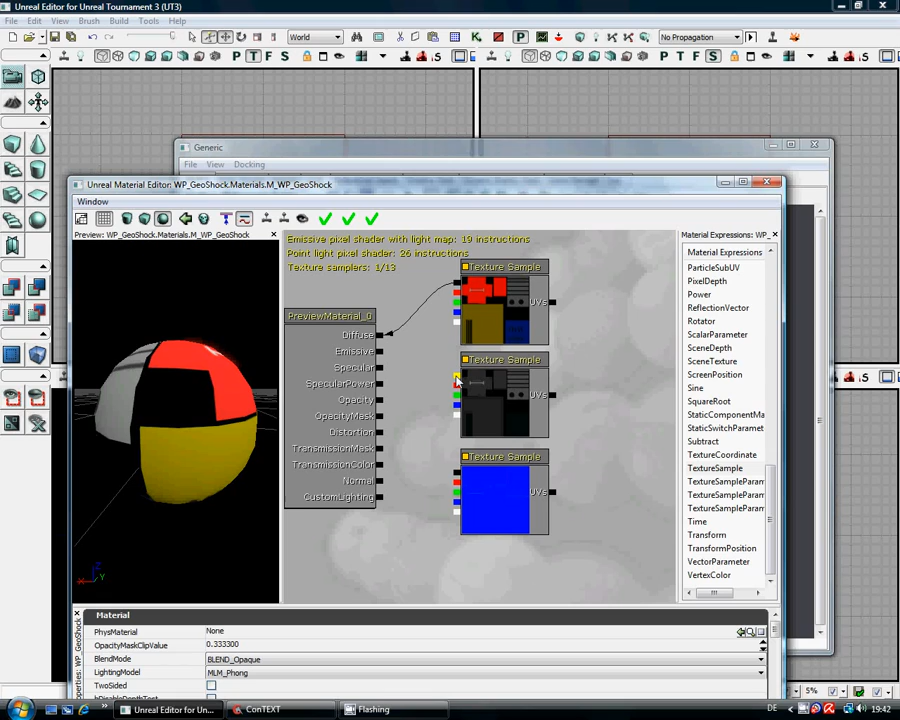 Unreal Editor for Unreal Tournament 3 (UT3)
File Edit View Brush Build Tools Help
World
No Propagation
P T F S
P T F S
Generic
File View Docking
Unreal Material Editor: WP_GeoShock.Materials.M_WP_GeoShock
Window
Preview: WP_GeoShock.Materials.M_WP_GeoShock
Emissive pixel shader with light map: 19 instructions
Point light pixel shader: 26 instructions
Texture samplers: 1/13
PreviewMaterial_0
Diffuse
Emissive
Specular
SpecularPower
Opacity
OpacityMask
Distortion
TransmissionMask
TransmissionColor
Normal
CustomLighting
Texture Sample
UVs
Texture Sample
UVs
Texture Sample
UVs
Material Expressions: WP_
Material Expressions
ParticleSubUV
PixelDepth
Power
ReflectionVector
Rotator
ScalarParameter
SceneDepth
SceneTexture
ScreenPosition
Sine
SquareRoot
StaticComponentMa
StaticSwitchParamet
Subtract
TextureCoordinate
TextureSample
TextureSamplePara
TextureSamplePara
TextureSamplePara
Time
Transform
TransformPosition
VectorParameter
VertexColor
X Y Z
Properties: WP_GeoShock
Material
PhysMaterial None
OpacityMaskClipValue 0.333300
BlendMode BLEND_Opaque
LightingModel MLM_Phong
TwoSided
5%
Unreal Editor for Un...
ConTEXT
Flashing
DE
19:42